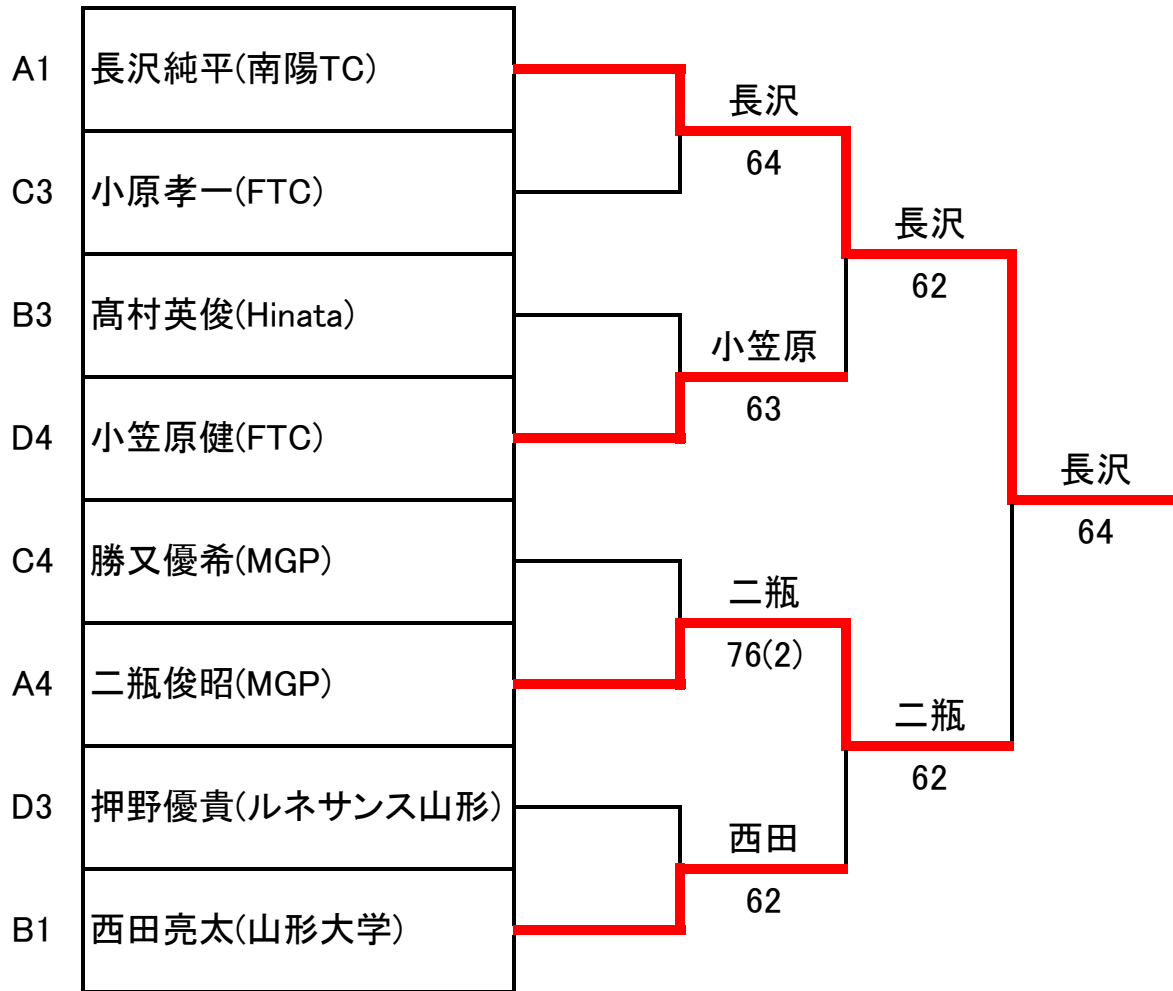 A1 長沢純平(南陽TC)
長沢
64
C3 小原孝一(FTC)
長沢
62
B3 髙村英俊(Hinata)
小笠原
63
D4 小笠原健(FTC)
長沢
64
C4 勝又優希(MGP)
二瓶
76(2)
A4 二瓶俊昭(MGP)
二瓶
62
D3 押野優貴(ルネサンス山形)
西田
62
B1 西田亮太(山形大学)